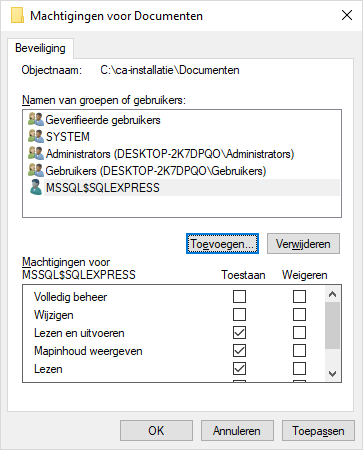 Machtigingen voor Documenten
Beveiliging
Objectnaam: C:\ca-installatie\Documenten
Namen van groepen of gebruikers:
Geverifieerde gebruikers
SYSTEM
Administrators (DESKTOP-2K7DPQO\Administrators)
Gebruikers (DESKTOP-2K7DPQO\Gebruikers)
MSSQL$SQLEXPRESS
Toevoegen... Verwijderen
Machtigingen voor
MSSQL$SQLEXPRESS Toestaan Weigeren
Volledig beheer
Wijzigen
Lezen en uitvoeren
Mapinhoud weergeven
Lezen
OK Annuleren Toepassen